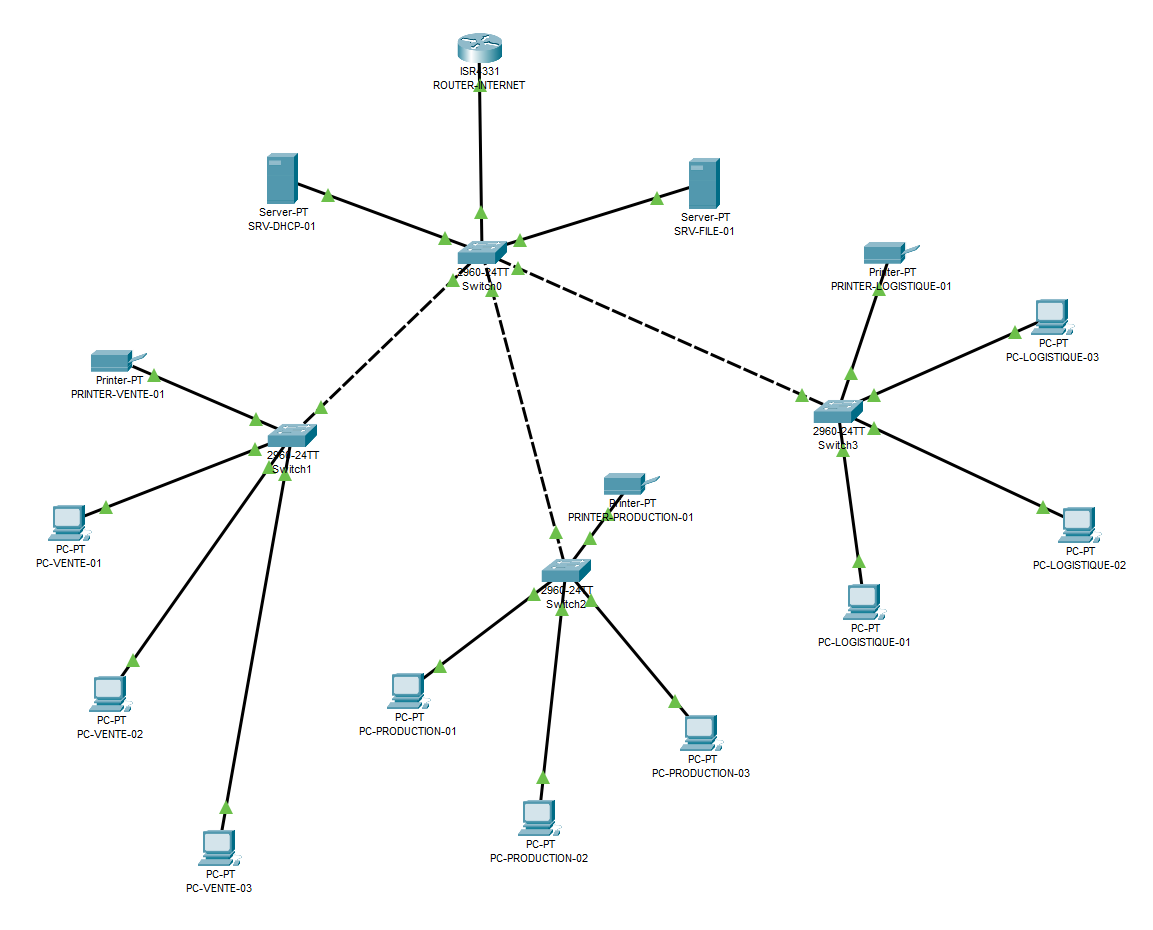 ISR4331
ROUTER-INTERNET
Server-PT
SRV-DHCP-01
Server-PT
SRV-FILE-01
2960-24TT
Switch0
Printer-PT
PRINTER-LOGISTIQUE-01
PC-PT
PC-LOGISTIQUE-03
Printer-PT
PRINTER-VENTE-01
2960-24TT
Switch1
2960-24TT
Switch3
Printer-PT
PRINTER-PRODUCTION-01
PC-PT
PC-VENTE-01
PC-PT
PC-LOGISTIQUE-02
2960-24TT
Switch2
PC-PT
PC-LOGISTIQUE-01
PC-PT
PC-VENTE-02
PC-PT
PC-PRODUCTION-01
PC-PT
PC-PRODUCTION-03
PC-PT
PC-PRODUCTION-02
PC-PT
PC-VENTE-03